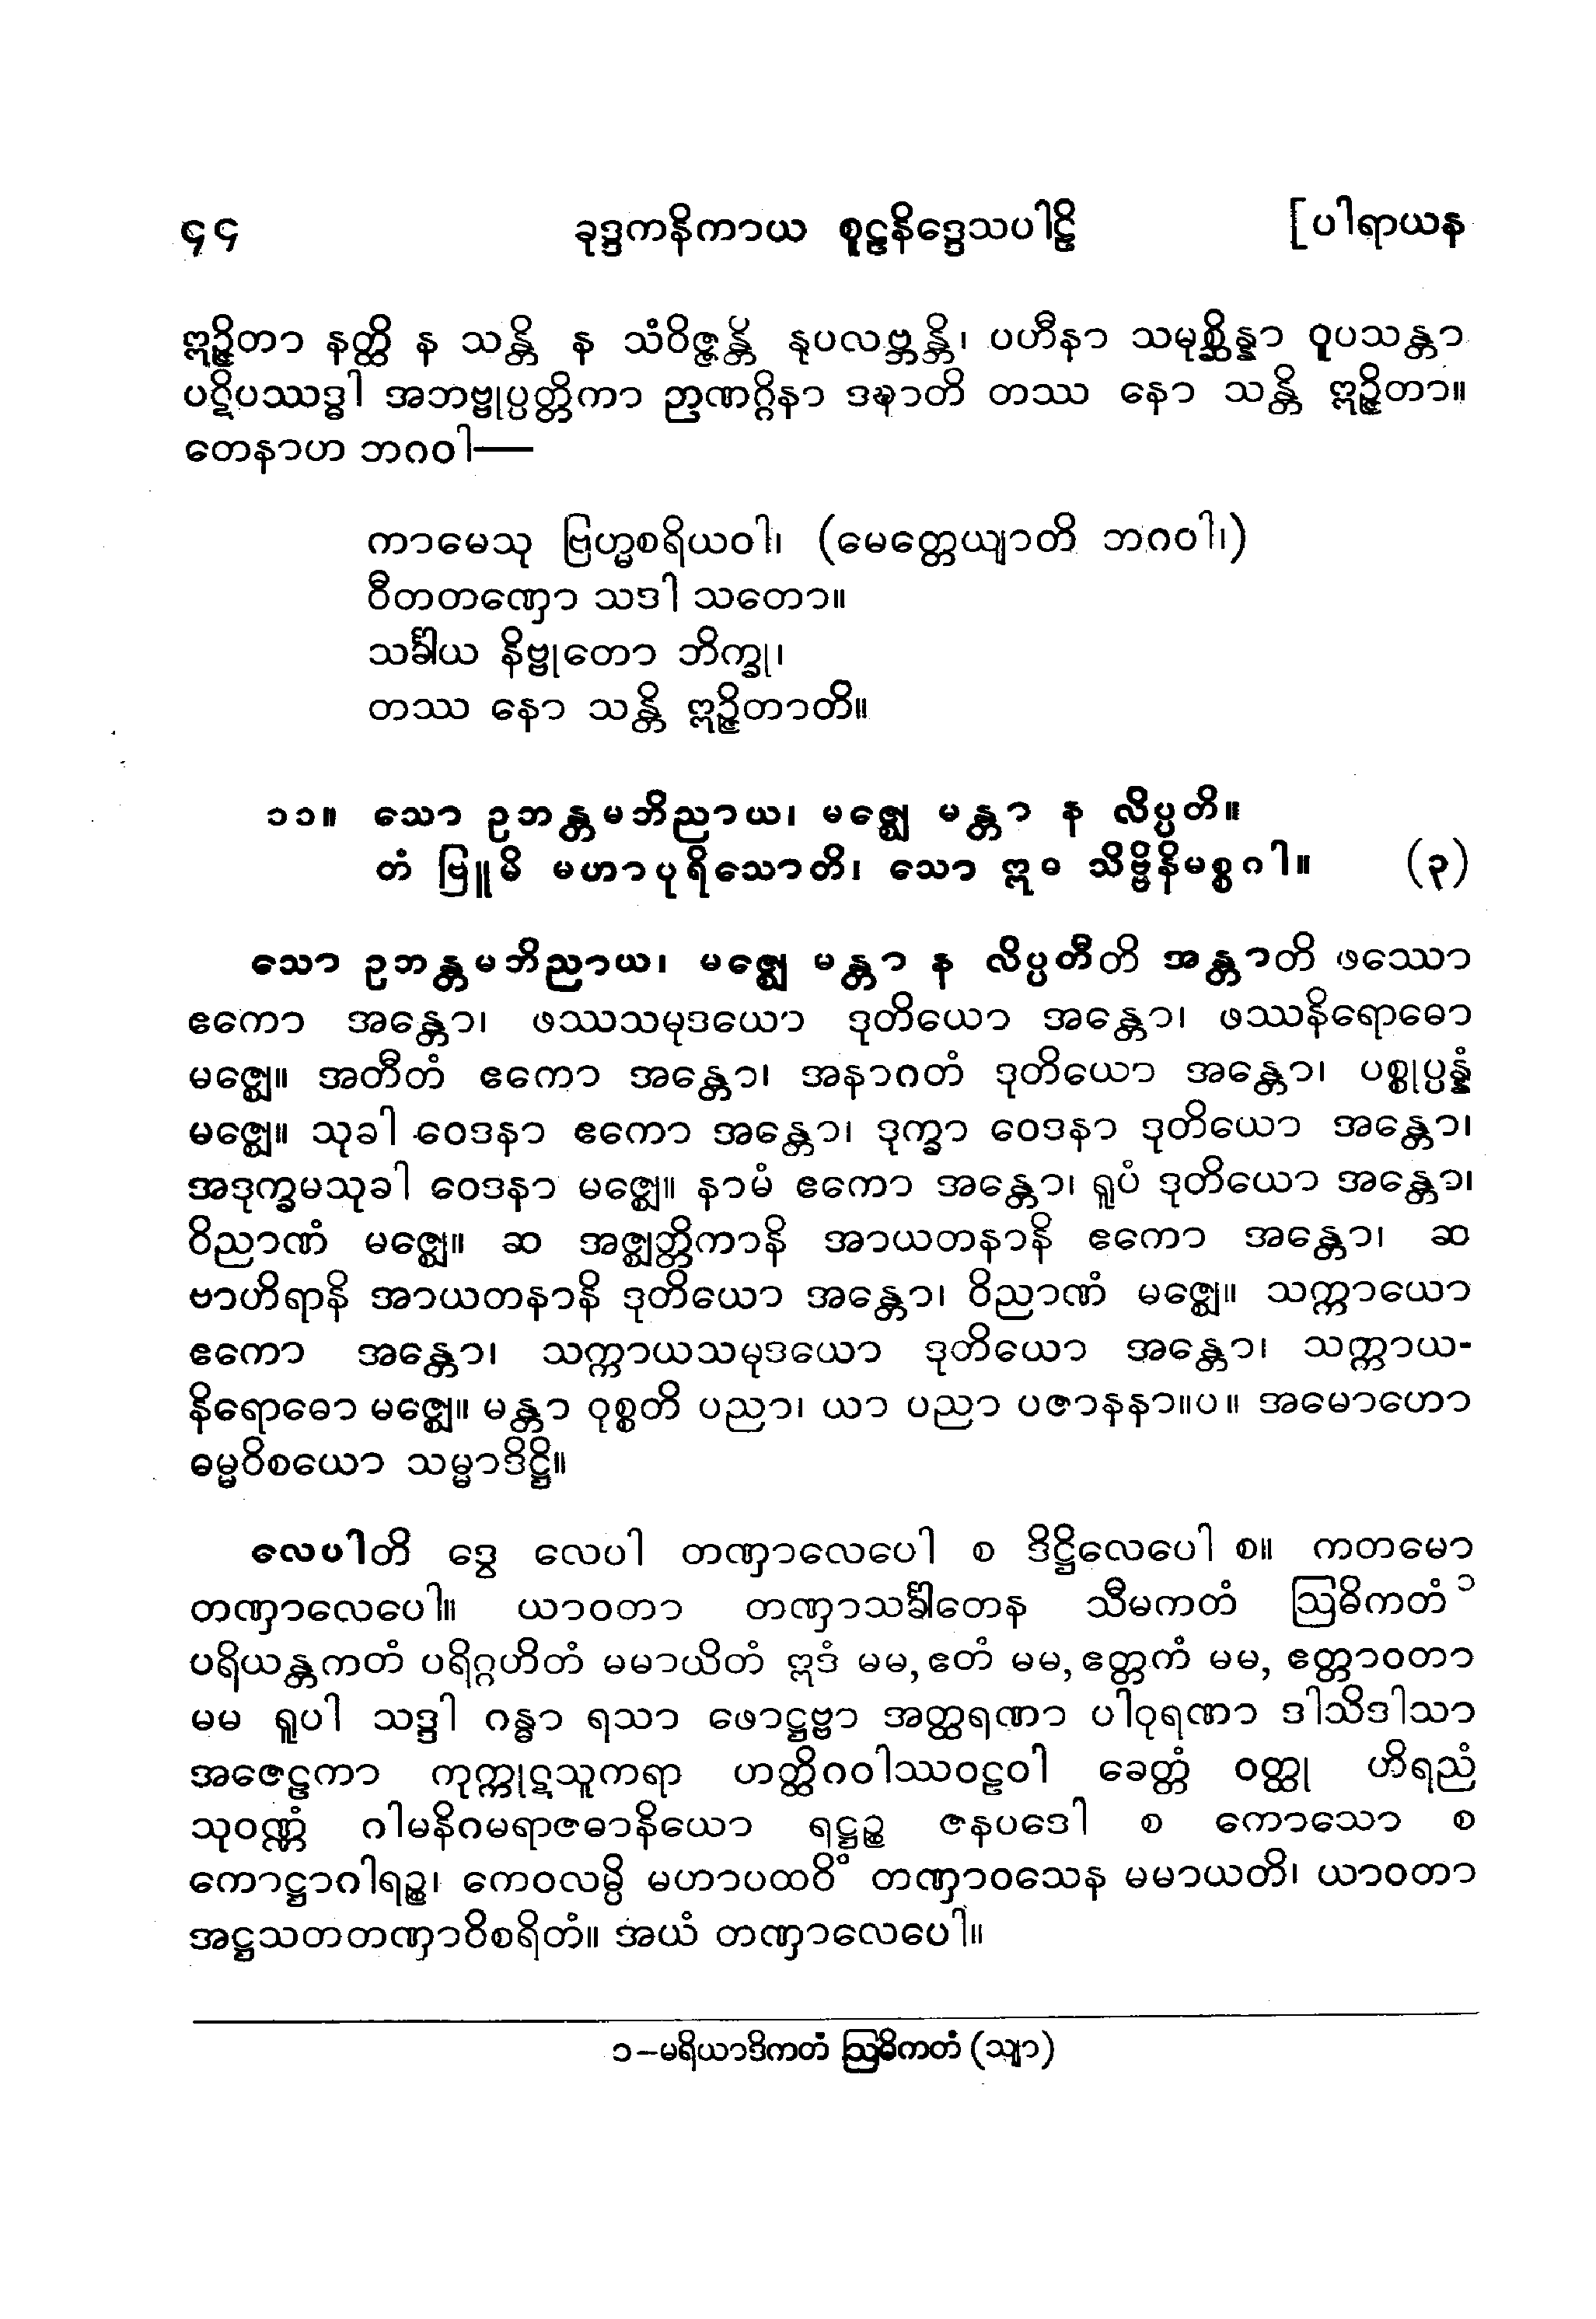 ၄၄ ခုဒ္ဒကနိကာယ စူဠနိဒ္ဒေသပါဠိ [ပါရာယန
ဣဉ္ဇိတာ နတ္ထိ န သန္တိ န သံဝိဇ္ဇန္တိ နုပလဗ္ဘန္တိ၊ ပဟီနာ သမုစ္ဆိန္နာ ဝူပသန္တာ
ပဋိပဿဒ္ဓါ အဘဗ္ဗုပ္ပတ္တိကာ ဉာဏဂ္ဂိနာ ဒဍ္ဎာတိ တဿ နော သန္တိ ဣဉ္ဇိတာ။
တေနာဟ ဘဂဝါ—
ကာမေသု ဗြဟ္မစရိယဝါ၊ (မေတ္တေယျာတိ ဘဂဝါ၊)
ဝီတတဏှော သဒါ သတော။
သင်္ခါယ နိဗ္ဗုတော ဘိက္ခု၊
တဿ နော သန္တိ ဣဉ္ဇိတာတိ။
၁၁။ သော ဥဘန္တမဘိညာယ၊ မဇ္ဈေ မန္တာ န လိပ္ပတိ။
တံ ဗြူမိ မဟာပုရိသောတိ၊ သော ဣဓ သိဗ္ဗိနိမစ္စဂါ။ (၃)
သော ဥဘန္တမဘိညာယ၊ မဇ္ဈေ မန္တာ န လိပ္ပတီတိ အန္တာတိ ဖဿော
ဧကော အန္တော၊ ဖဿသမုဒယော ဒုတိယော အန္တော၊ ဖဿနိရောဓော
မဇ္ဈေ။ အတီတံ ဧကော အန္တော၊ အနာဂတံ ဒုတိယော အန္တော၊ ပစ္စုပ္ပန္နံ
မဇ္ဈေ။ သုခါ ဝေဒနာ ဧကော အန္တော၊ ဒုက္ခာ ဝေဒနာ ဒုတိယော အန္တော၊
အဒုက္ခမသုခါ ဝေဒနာ မဇ္ဈေ။ နာမံ ဧကော အန္တော၊ ရူပံ ဒုတိယော အန္တော၊
ဝိညာဏံ မဇ္ဈေ။ ဆ အဇ္ဈတ္တိကာနိ အာယတနာနိ ဧကော အန္တော၊ ဆ
ဗာဟိရာနိ အာယတနာနိ ဒုတိယော အန္တော၊ ဝိညာဏံ မဇ္ဈေ။ သက္ကာယော
ဧကော အန္တော၊ သက္ကာယသမုဒယော ဒုတိယော အန္တော၊ သက္ကာယ-
နိရောဓော မဇ္ဈေ။ မန္တာ ဝုစ္စတိ ပညာ၊ ယာ ပညာ ပဇာနနာ။ပ။ အမောဟော
ဓမ္မဝိစယော သမ္မာဒိဋ္ဌိ။
လေပါတိ ဒွေ လေပါ တဏှာလေပေါ စ ဒိဋ္ဌိလေပေါ စ။ ကတမော
တဏှာလေပေါ။ ယာဝတာ တဏှာသင်္ခါတေန သီမကတံ ဩဓိကတံ ၁
ပရိယန္တကတံ ပရိဂ္ဂဟိတံ မမာယိတံ ဣဒံ မမ, ဧတံ မမ, ဧတ္တကံ မမ, ဧတ္တာဝတာ
မမ ရူပါ သဒ္ဒါ ဂန္ဓာ ရသာ ဖောဋ္ဌဗ္ဗာ အတ္ထရဏာ ပါဝုရဏာ ဒါသိဒါသာ
အဇေဠကာ ကုက္ကုဋသူကရာ ဟတ္ထိဂဝါဿဝဠဝါ ခေတ္တံ ဝတ္ထု ဟိရညံ
သုဝဏ္ဏံ ဂါမနိဂမရာဇဓာနိယော ရဋ္ဌဉ္စ ဇနပဒေါ စ ကောသော စ
ကောဋ္ဌာဂါရဉ္စ၊ ကေဝလမ္ပိ မဟာပထဝိံ တဏှာဝသေန မမာယတိ၊ ယာဝတာ
အဋ္ဌသတတဏှာဝိစရိတံ။ အယံ တဏှာလေပေါ။
၁-မရိယာဒိကတံ ဩဓိကတံ (သျာ)